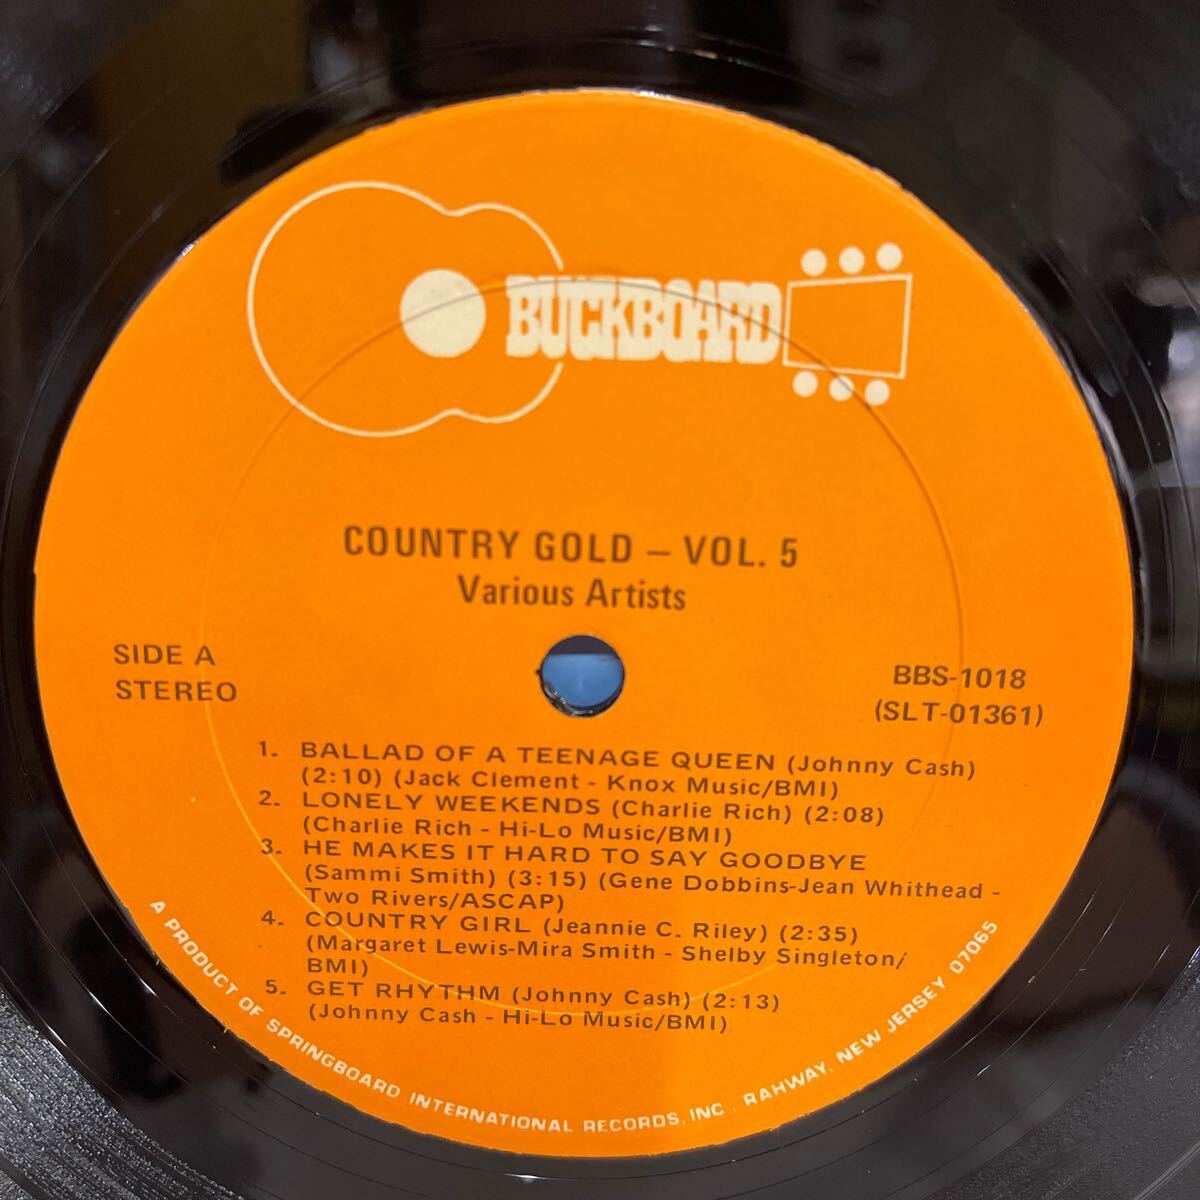 BUCKBOARD
COUNTRY GOLD – VOL. 5
Various Artists
SIDE A
STEREO
BBS-1018
(SLT-01361)
1. BALLAD OF A TEENAGE QUEEN (Johnny Cash)
(2:10) (Jack Clement - Knox Music/BMI)
2. LONELY WEEKENDS (Charlie Rich) (2:08)
(Charlie Rich - Hi-Lo Music/BMI)
3. HE MAKES IT HARD TO SAY GOODBYE
(Sammi Smith) (3:15) (Gene Dobbins-Jean Whithead -
Two Rivers/ASCAP)
4. COUNTRY GIRL (Jeannie C. Riley) (2:35)
(Margaret Lewis-Mira Smith - Shelby Singleton/
BMI)
5. GET RHYTHM (Johnny Cash) (2:13)
(Johnny Cash - Hi-Lo Music/BMI)
A PRODUCT OF SPRINGBOARD INTERNATIONAL RECORDS, INC., RAHWAY, NEW JERSEY 07065